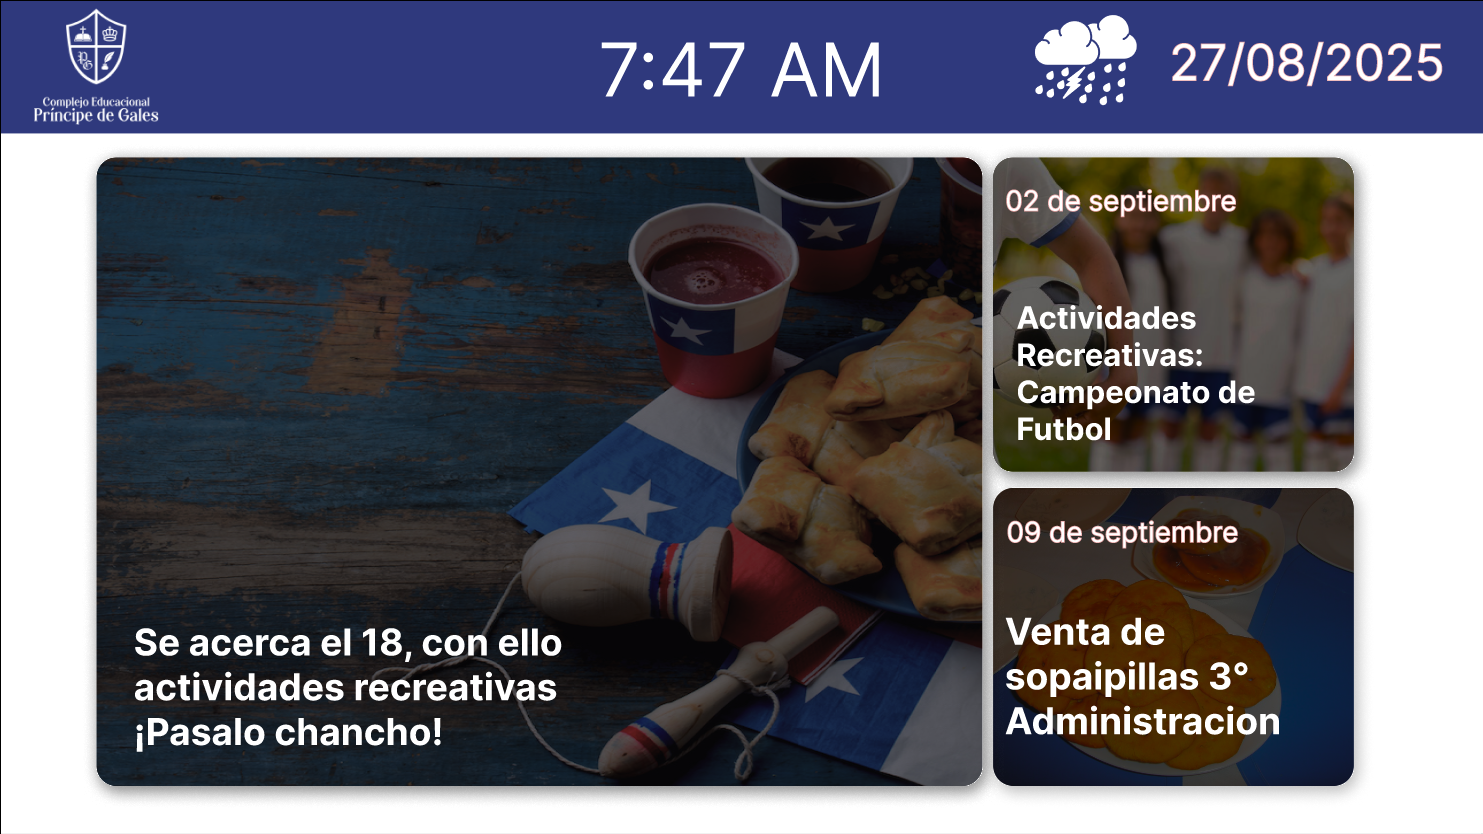 Complejo Educacional
Príncipe de Gales
7:47 AM
27/08/2025
Se acerca el 18, con ello
actividades recreativas
¡Pasalo chancho!
02 de septiembre
Actividades
Recreativas:
Campeonato de
Futbol
09 de septiembre
Venta de
sopaipillas 3°
Administracion